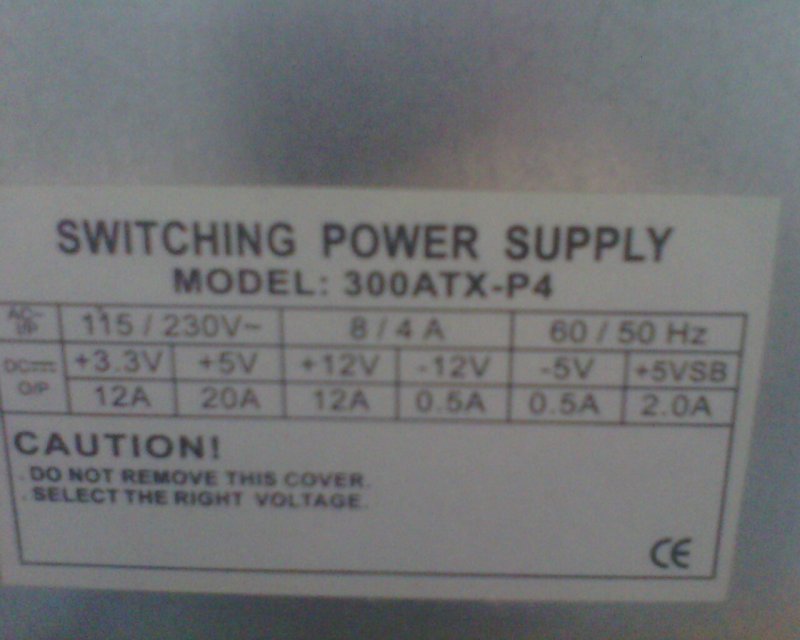 SWITCHING POWER SUPPLY
MODEL: 300ATX-P4
AC~ I/P 115 / 230V~ 8 / 4 A 60 / 50 Hz
DC⎓ O/P +3.3V +5V +12V -12V -5V +5VSB
12A 20A 12A 0.5A 0.5A 2.0A
CAUTION!
. DO NOT REMOVE THIS COVER.
. SELECT THE RIGHT VOLTAGE.
CE